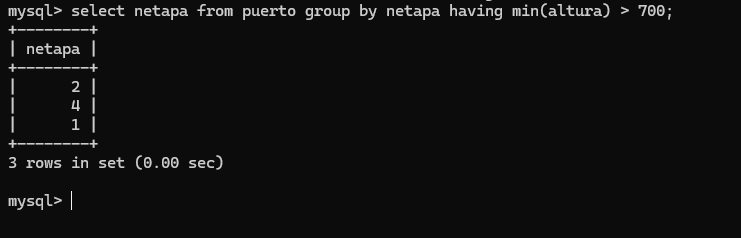 mysql> select netapa from puerto group by netapa having min(altura) > 700;
+--------+
| netapa |
+--------+
|      2 |
|      4 |
|      1 |
+--------+
3 rows in set (0.00 sec)
mysql>